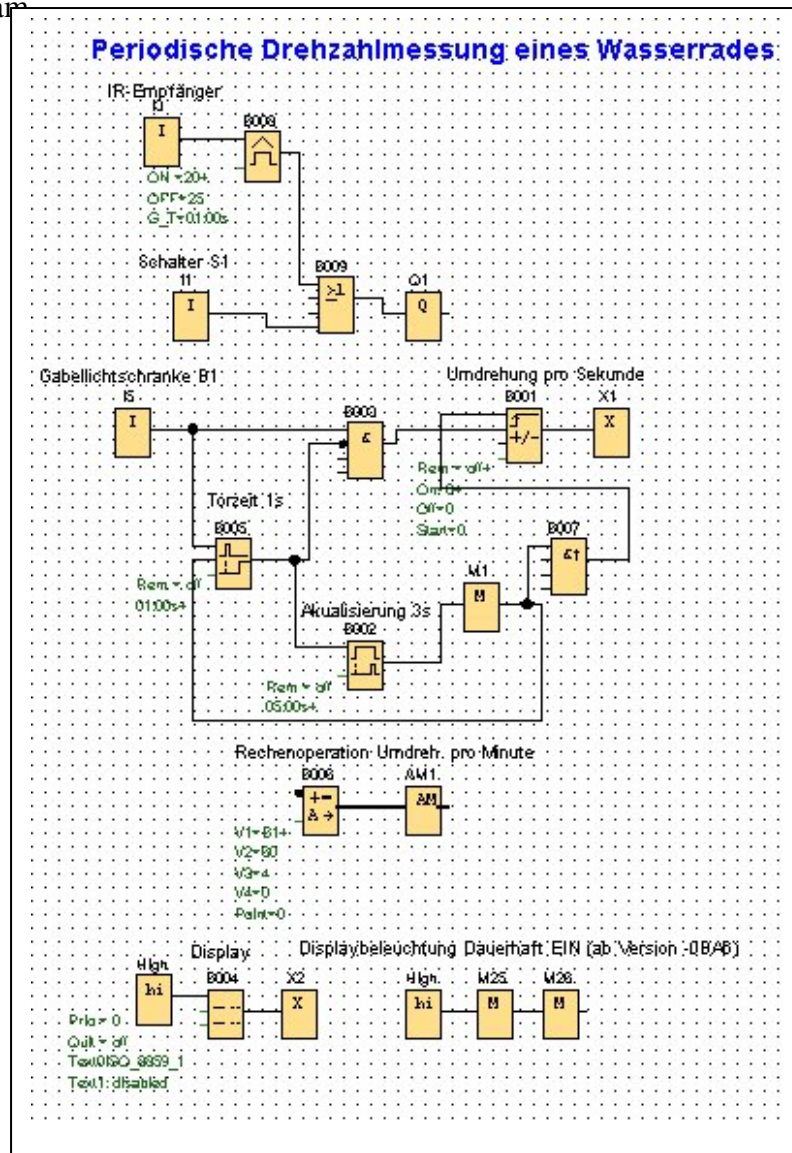 am
Periodische Drehzahlmessung eines Wasserrades
IR-Empfänger
I3
B008
I
ON =20+
OFF=25
G_T=01:00s
Schalter S1
I1
B009
Q1
I
≥1
Q
Gabellichtschranke B1
Umdrehung pro Sekunde
I5
B003
B001
X1
I
&
+/-
X
Rem = off+
On=0+
Off=0
Start=0
Torzeit 1s
B005
B007
&↑
Rem = off
01:00s+
M1
M
Akualisierung 3s
B002
Rem = off
05:00s+
Rechenoperation Umdreh. pro Minute
B006
AM1
+=
A→
AM
V1=B1+
V2=60
V3=4
V4=0
Point=0
Display
Displaybeleuchtung Dauerhaft EIN (ab Version -0BA6)
High
B004
X2
High
M25
M26
hi
X
hi
M
M
Prio = 0
Quit = off
Text0ISO_8859_1
Text1: disabled